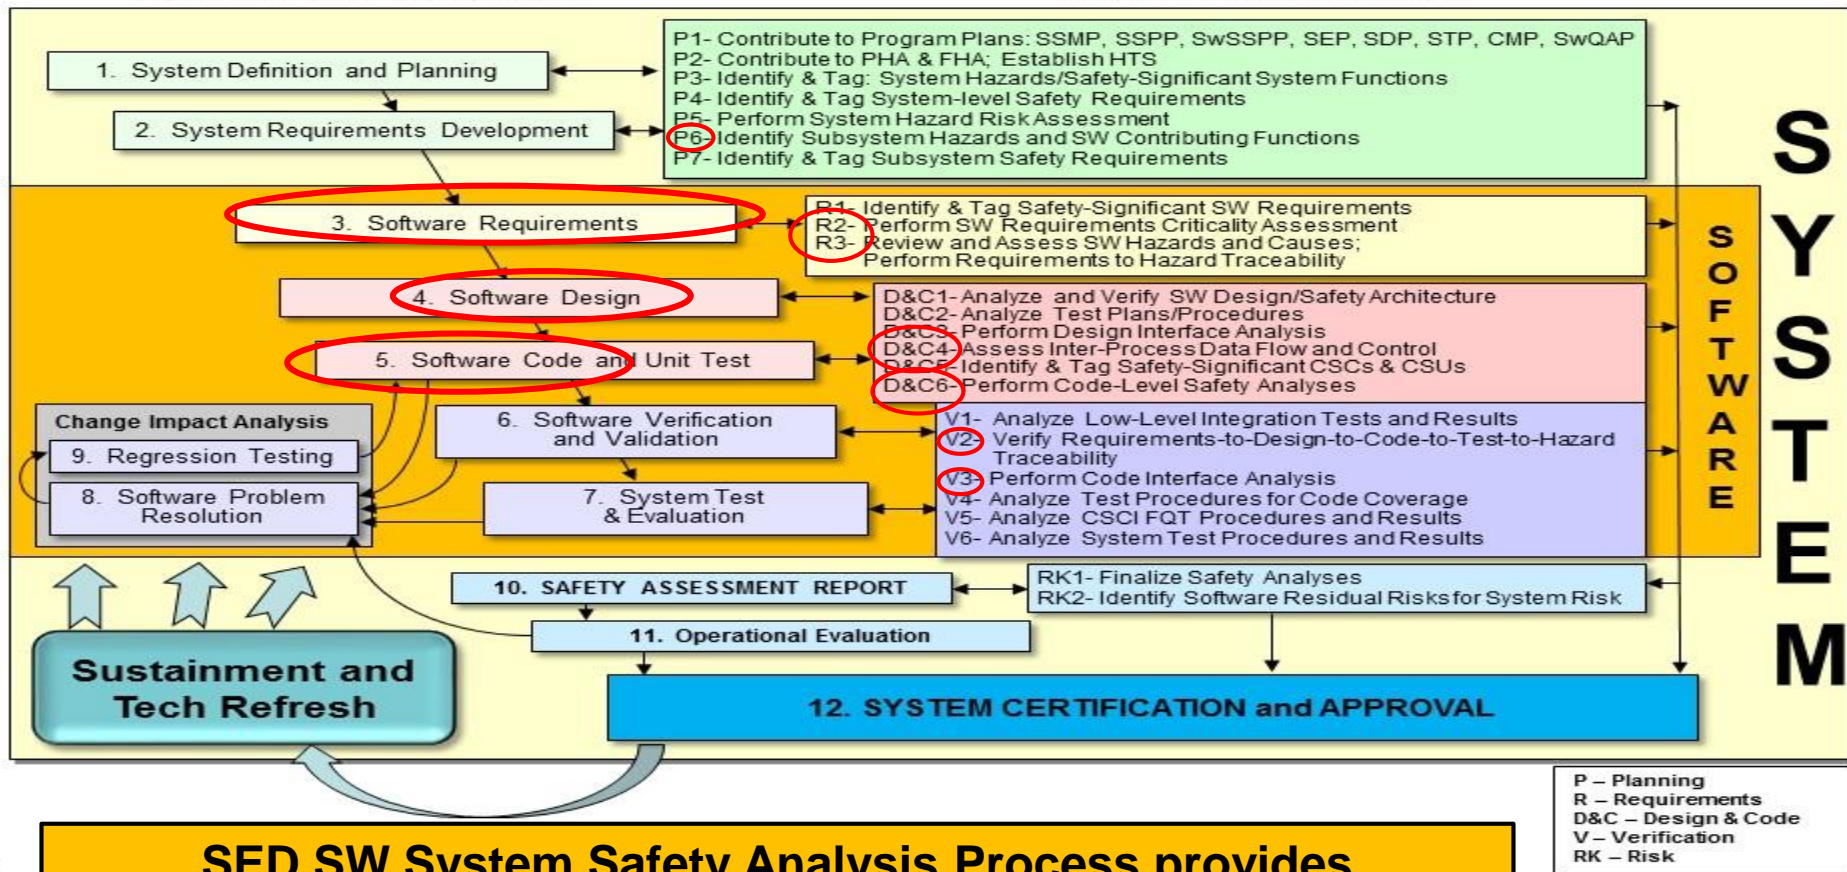 1. System Definition and Planning
2. System Requirements Development
P1- Contribute to Program Plans: SSMP, SSPP, SwSSPP, SEP, SDP, STP, CMP, SwQAP
P2- Contribute to PHA & FHA; Establish HTS
P3- Identify & Tag: System Hazards/Safety-Significant System Functions
P4- Identify & Tag System-level Safety Requirements
P5- Perform System Hazard Risk Assessment
P6- Identify Subsystem Hazards and SW Contributing Functions
P7- Identify & Tag Subsystem Safety Requirements
3. Software Requirements
R1- Identify & Tag Safety-Significant SW Requirements
R2- Perform SW Requirements Criticality Assessment
R3- Review and Assess SW Hazards and Causes;
Perform Requirements to Hazard Traceability
4. Software Design
5. Software Code and Unit Test
D&C1- Analyze and Verify SW Design/Safety Architecture
D&C2- Analyze Test Plans/Procedures
D&C3- Perform Design Interface Analysis
D&C4- Assess Inter-Process Data Flow and Control
D&C5- Identify & Tag Safety-Significant CSCs & CSUs
D&C6- Perform Code-Level Safety Analyses
Change Impact Analysis
9. Regression Testing
8. Software Problem
Resolution
6. Software Verification
and Validation
7. System Test
& Evaluation
V1- Analyze Low-Level Integration Tests and Results
V2- Verify Requirements-to-Design-to-Code-to-Test-to-Hazard
Traceability
V3- Perform Code Interface Analysis
V4- Analyze Test Procedures for Code Coverage
V5- Analyze CSCI FQT Procedures and Results
V6- Analyze System Test Procedures and Results
SOFTWARE
SYSTEM
10. SAFETY ASSESSMENT REPORT
RK1- Finalize Safety Analyses
RK2- Identify Software Residual Risks for System Risk
11. Operational Evaluation
Sustainment and
Tech Refresh
12. SYSTEM CERTIFICATION and APPROVAL
P – Planning
R – Requirements
D&C – Design & Code
V – Verification
RK – Risk
SED SW System Safety Analysis Process provides